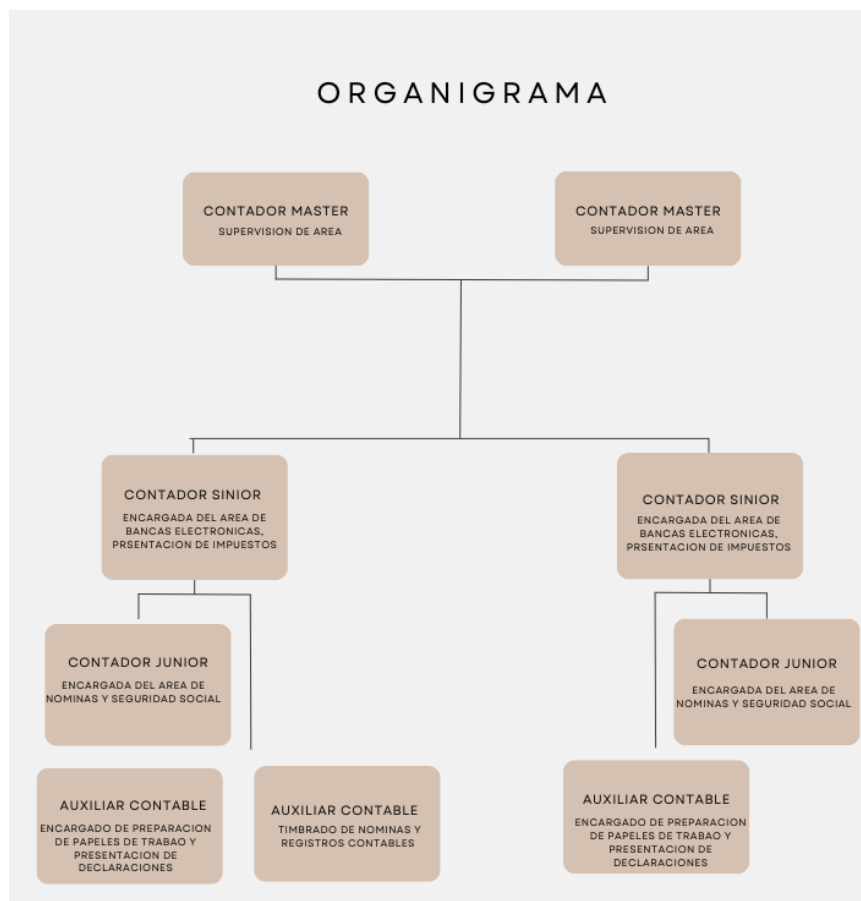 ORGANIGRAMA
CONTADOR MASTER
SUPERVISION DE AREA
CONTADOR MASTER
SUPERVISION DE AREA
CONTADOR SINIOR
ENCARGADA DEL AREA DE
BANCAS ELECTRONICAS,
PRSENTACION DE IMPUESTOS
CONTADOR SINIOR
ENCARGADA DEL AREA DE
BANCAS ELECTRONICAS,
PRSENTACION DE IMPUESTOS
CONTADOR JUNIOR
ENCARGADA DEL AREA DE
NOMINAS Y SEGURIDAD SOCIAL
CONTADOR JUNIOR
ENCARGADA DEL AREA DE
NOMINAS Y SEGURIDAD SOCIAL
AUXILIAR CONTABLE
ENCARGADO DE PREPARACION
DE PAPELES DE TRABAO Y
PRESENTACION DE
DECLARACIONES
AUXILIAR CONTABLE
TIMBRADO DE NOMINAS Y
REGISTROS CONTABLES
AUXILIAR CONTABLE
ENCARGADO DE PREPARACION
DE PAPELES DE TRABAO Y
PRESENTACION DE
DECLARACIONES